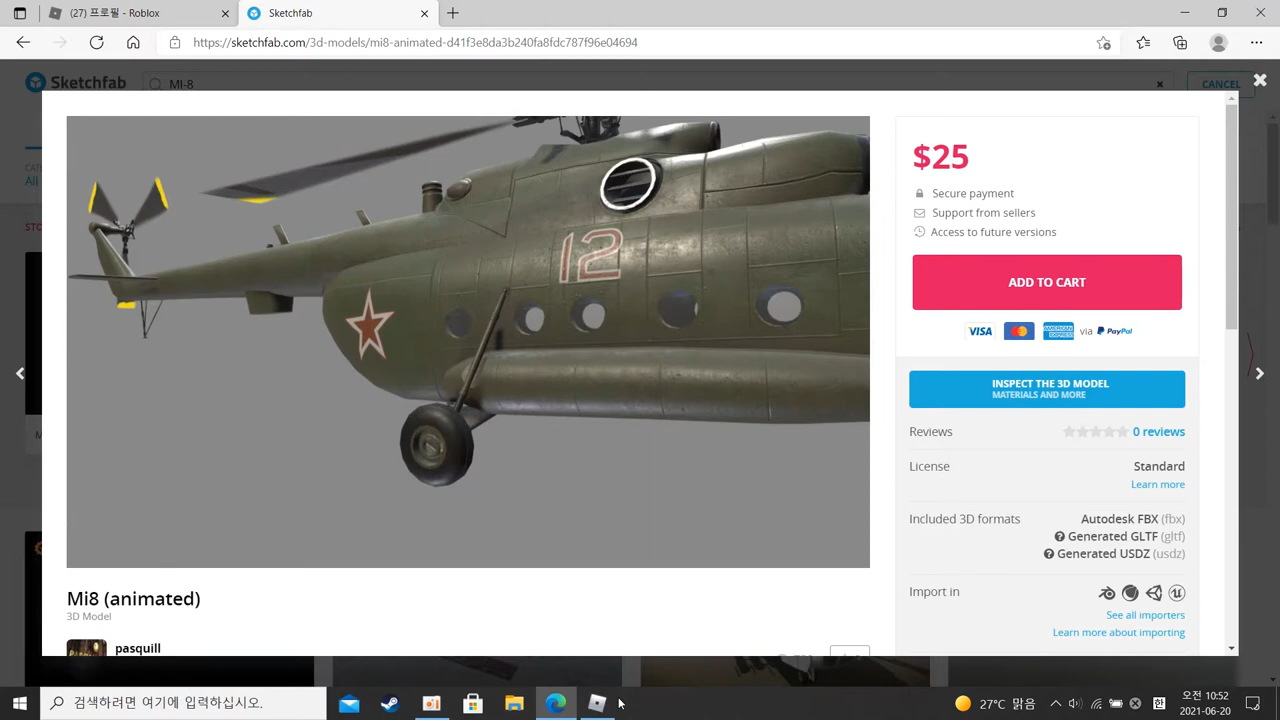 (27) 프로필 - Roblox
Sketchfab
https://sketchfab.com/3d-models/mi8-animated-d41f3e8da3b240fa8fdc787f96e04694
Sketchfab
MI-8
CANCEL
All
12
$25
Secure payment
Support from sellers
Access to future versions
ADD TO CART
VISA
AMERICAN EXPRESS
via
PayPal
INSPECT THE 3D MODEL
MATERIALS AND MORE
Reviews
0 reviews
License
Standard
Learn more
Included 3D formats
Autodesk FBX (fbx)
Generated GLTF (gltf)
Generated USDZ (usdz)
Import in
See all importers
Learn more about importing
Mi8 (animated)
3D Model
pasquill
검색하려면 여기에 입력하십시오.
27°C 맑음
한
오전 10:52
2021-06-20